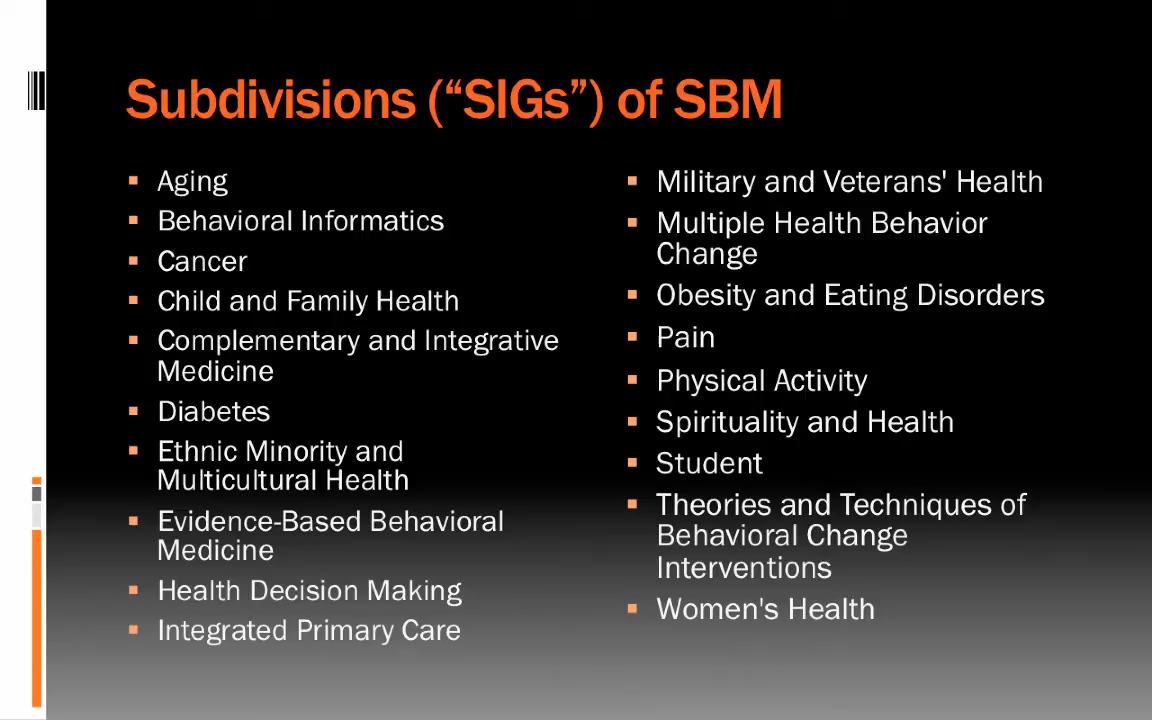 Subdivisions (“SIGs”) of SBM
Aging
Behavioral Informatics
Cancer
Child and Family Health
Complementary and Integrative
Medicine
Diabetes
Ethnic Minority and
Multicultural Health
Evidence-Based Behavioral
Medicine
Health Decision Making
Integrated Primary Care
Military and Veterans' Health
Multiple Health Behavior
Change
Obesity and Eating Disorders
Pain
Physical Activity
Spirituality and Health
Student
Theories and Techniques of
Behavioral Change
Interventions
Women's Health